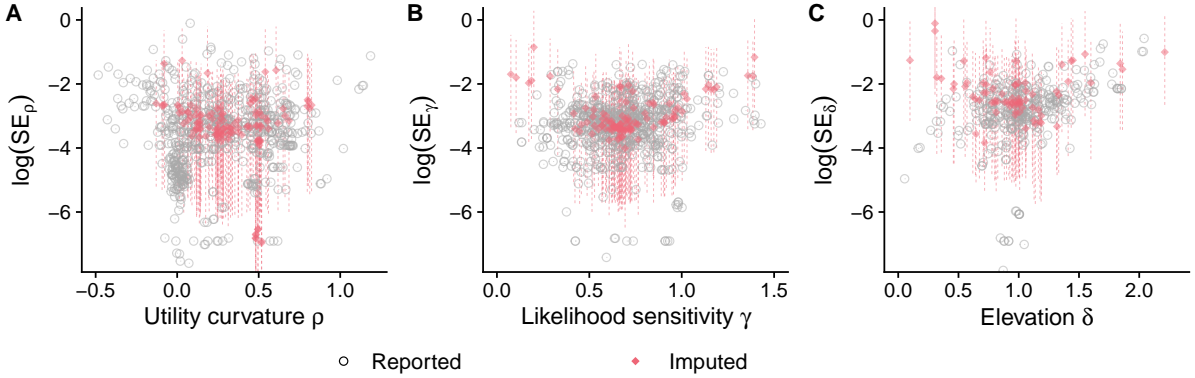 A
B
C
log(SEρ)
0
−2
−4
−6
−0.5 0.0 0.5 1.0
Utility curvature ρ
log(SEγ)
0
−2
−4
−6
0.0 0.5 1.0 1.5
Likelihood sensitivity γ
log(SEδ)
0
−2
−4
−6
0.0 0.5 1.0 1.5 2.0
Elevation δ
Reported Imputed